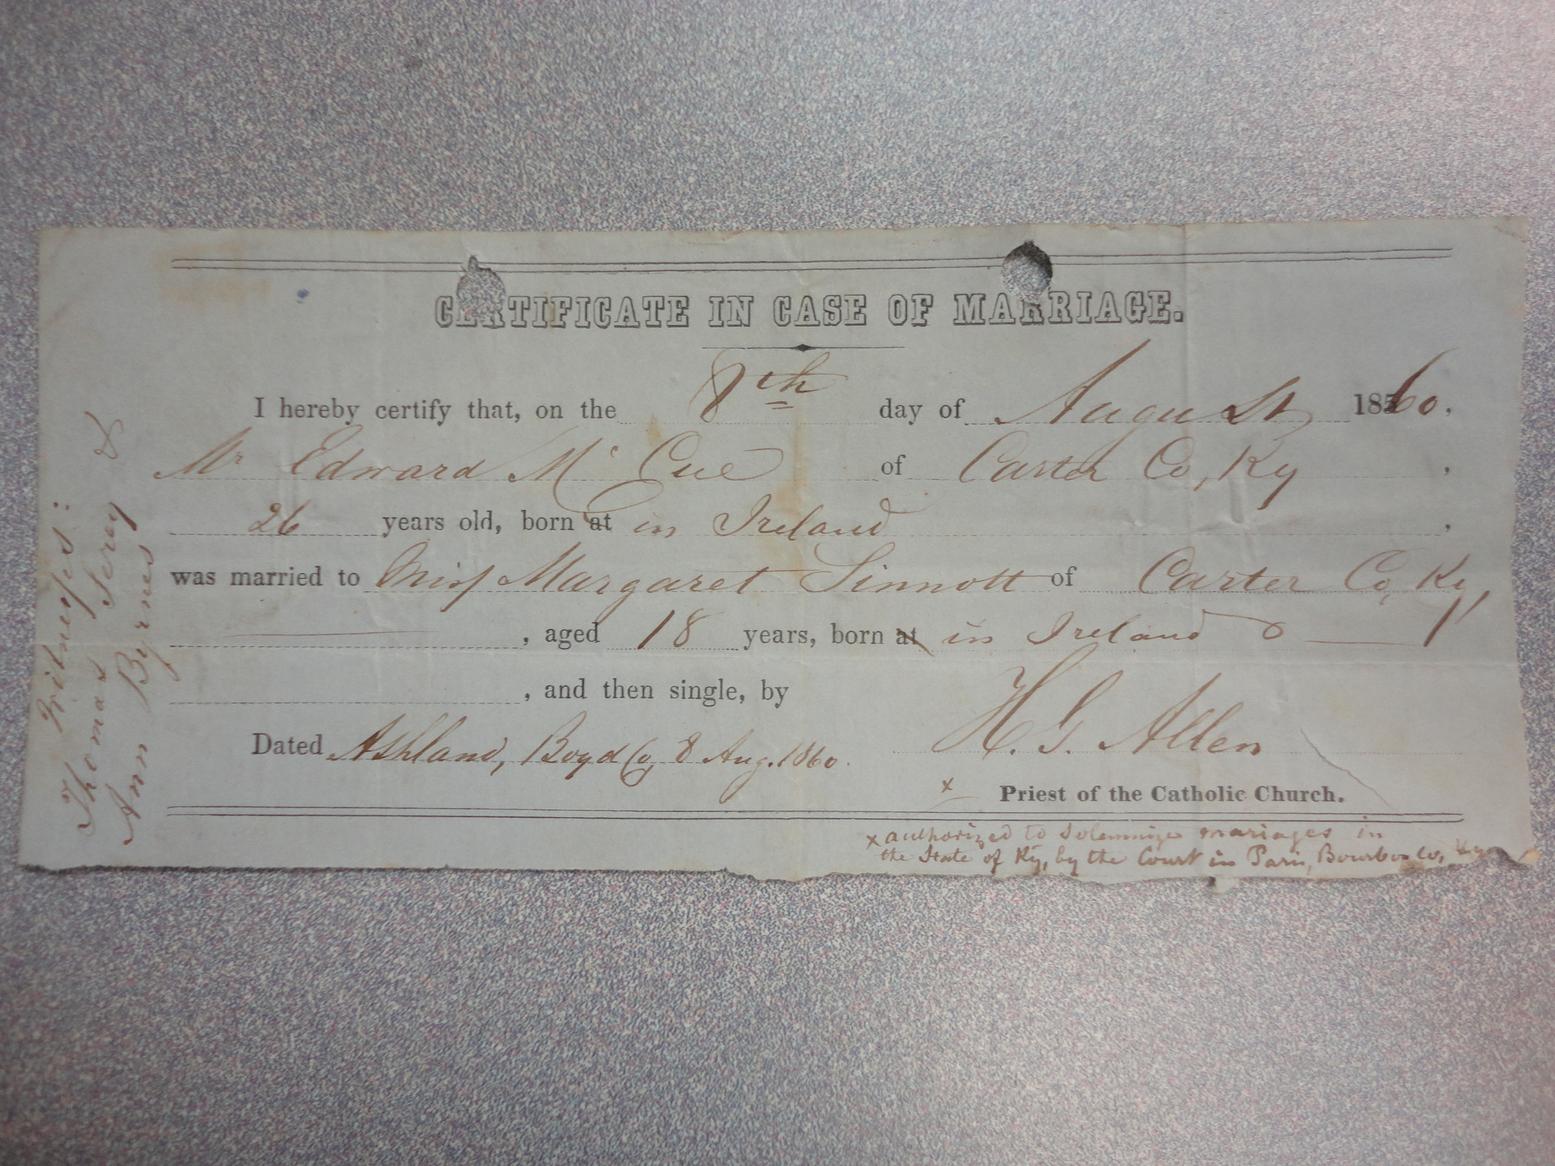 CERTIFICATE IN CASE OF MARRIAGE.
I hereby certify that, on the 8th day of August 1860,
Mr Edward Mc Cue of Carter Co, Ky,
26 years old, born at in Ireland,
was married to Miss Margaret Sinnott of Carter Co, Ky,
, aged 18 years, born at in Ireland &
, and then single, by
Dated Ashland, Boyd Co, 8 Aug. 1860. H. G. Allen
x Priest of the Catholic Church.
x authorized to solemnize mariages in
the State of Ky, by the Court in Paris, Bourbon Co, Ky
Witnesses:
Thomas &
Ann Byrnes